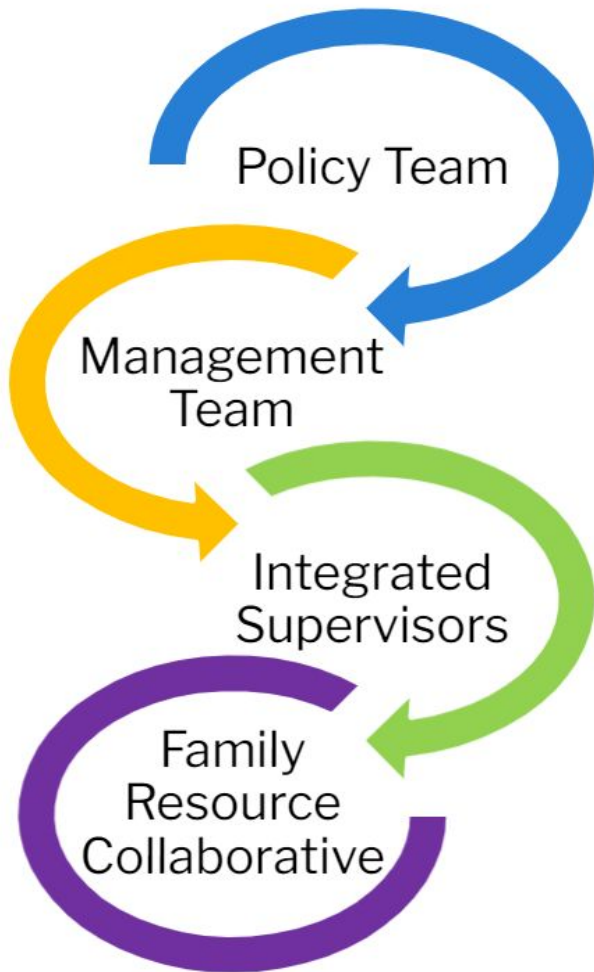 Policy Team
Management
Team
Integrated
Supervisors
Family
Resource
Collaborative